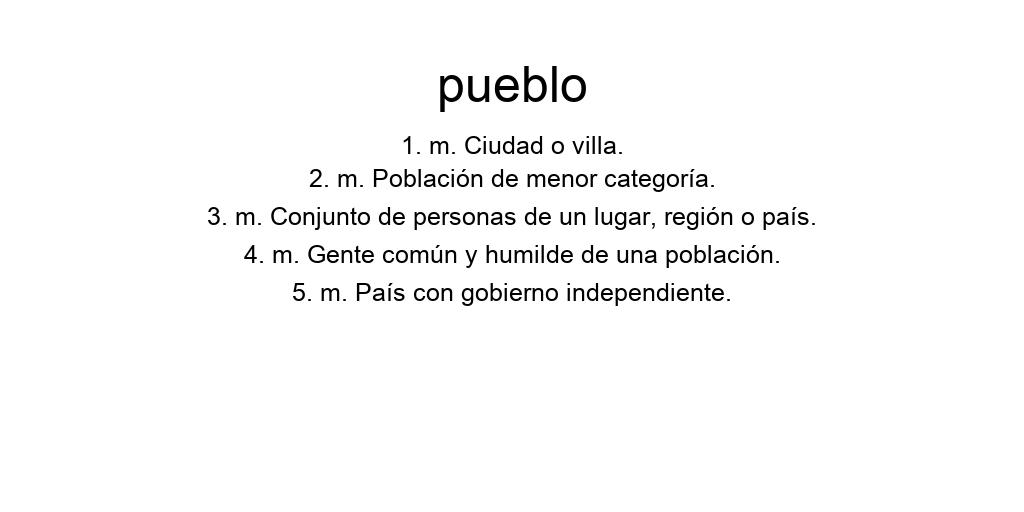 pueblo
1. m. Ciudad o villa.
2. m. Población de menor categoría.
3. m. Conjunto de personas de un lugar, región o país.
4. m. Gente común y humilde de una población.
5. m. País con gobierno independiente.